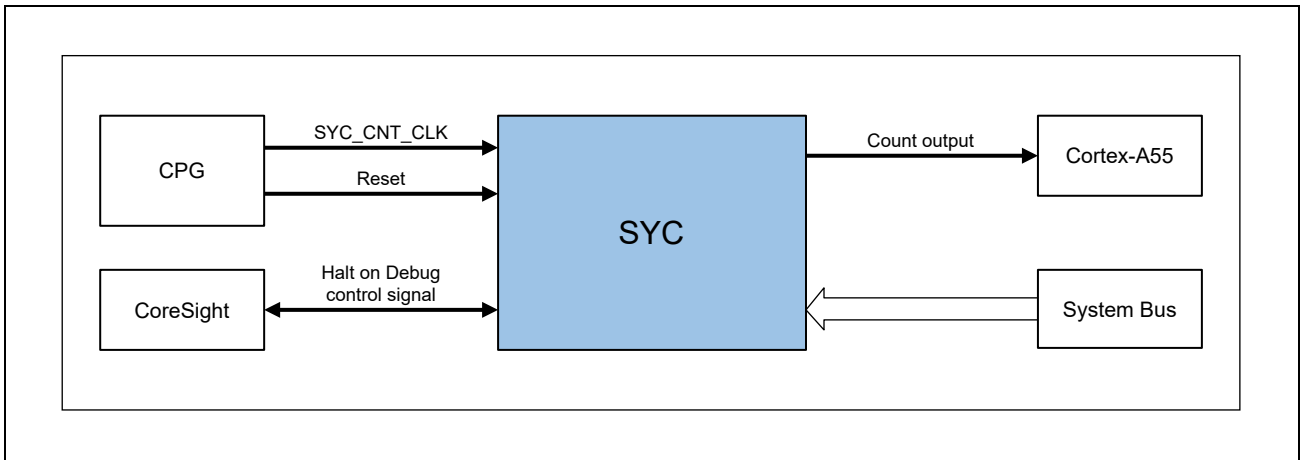 CPG
SYC_CNT_CLK
Reset
CoreSight
Halt on Debug
control signal
SYC
Count output
Cortex-A55
System Bus